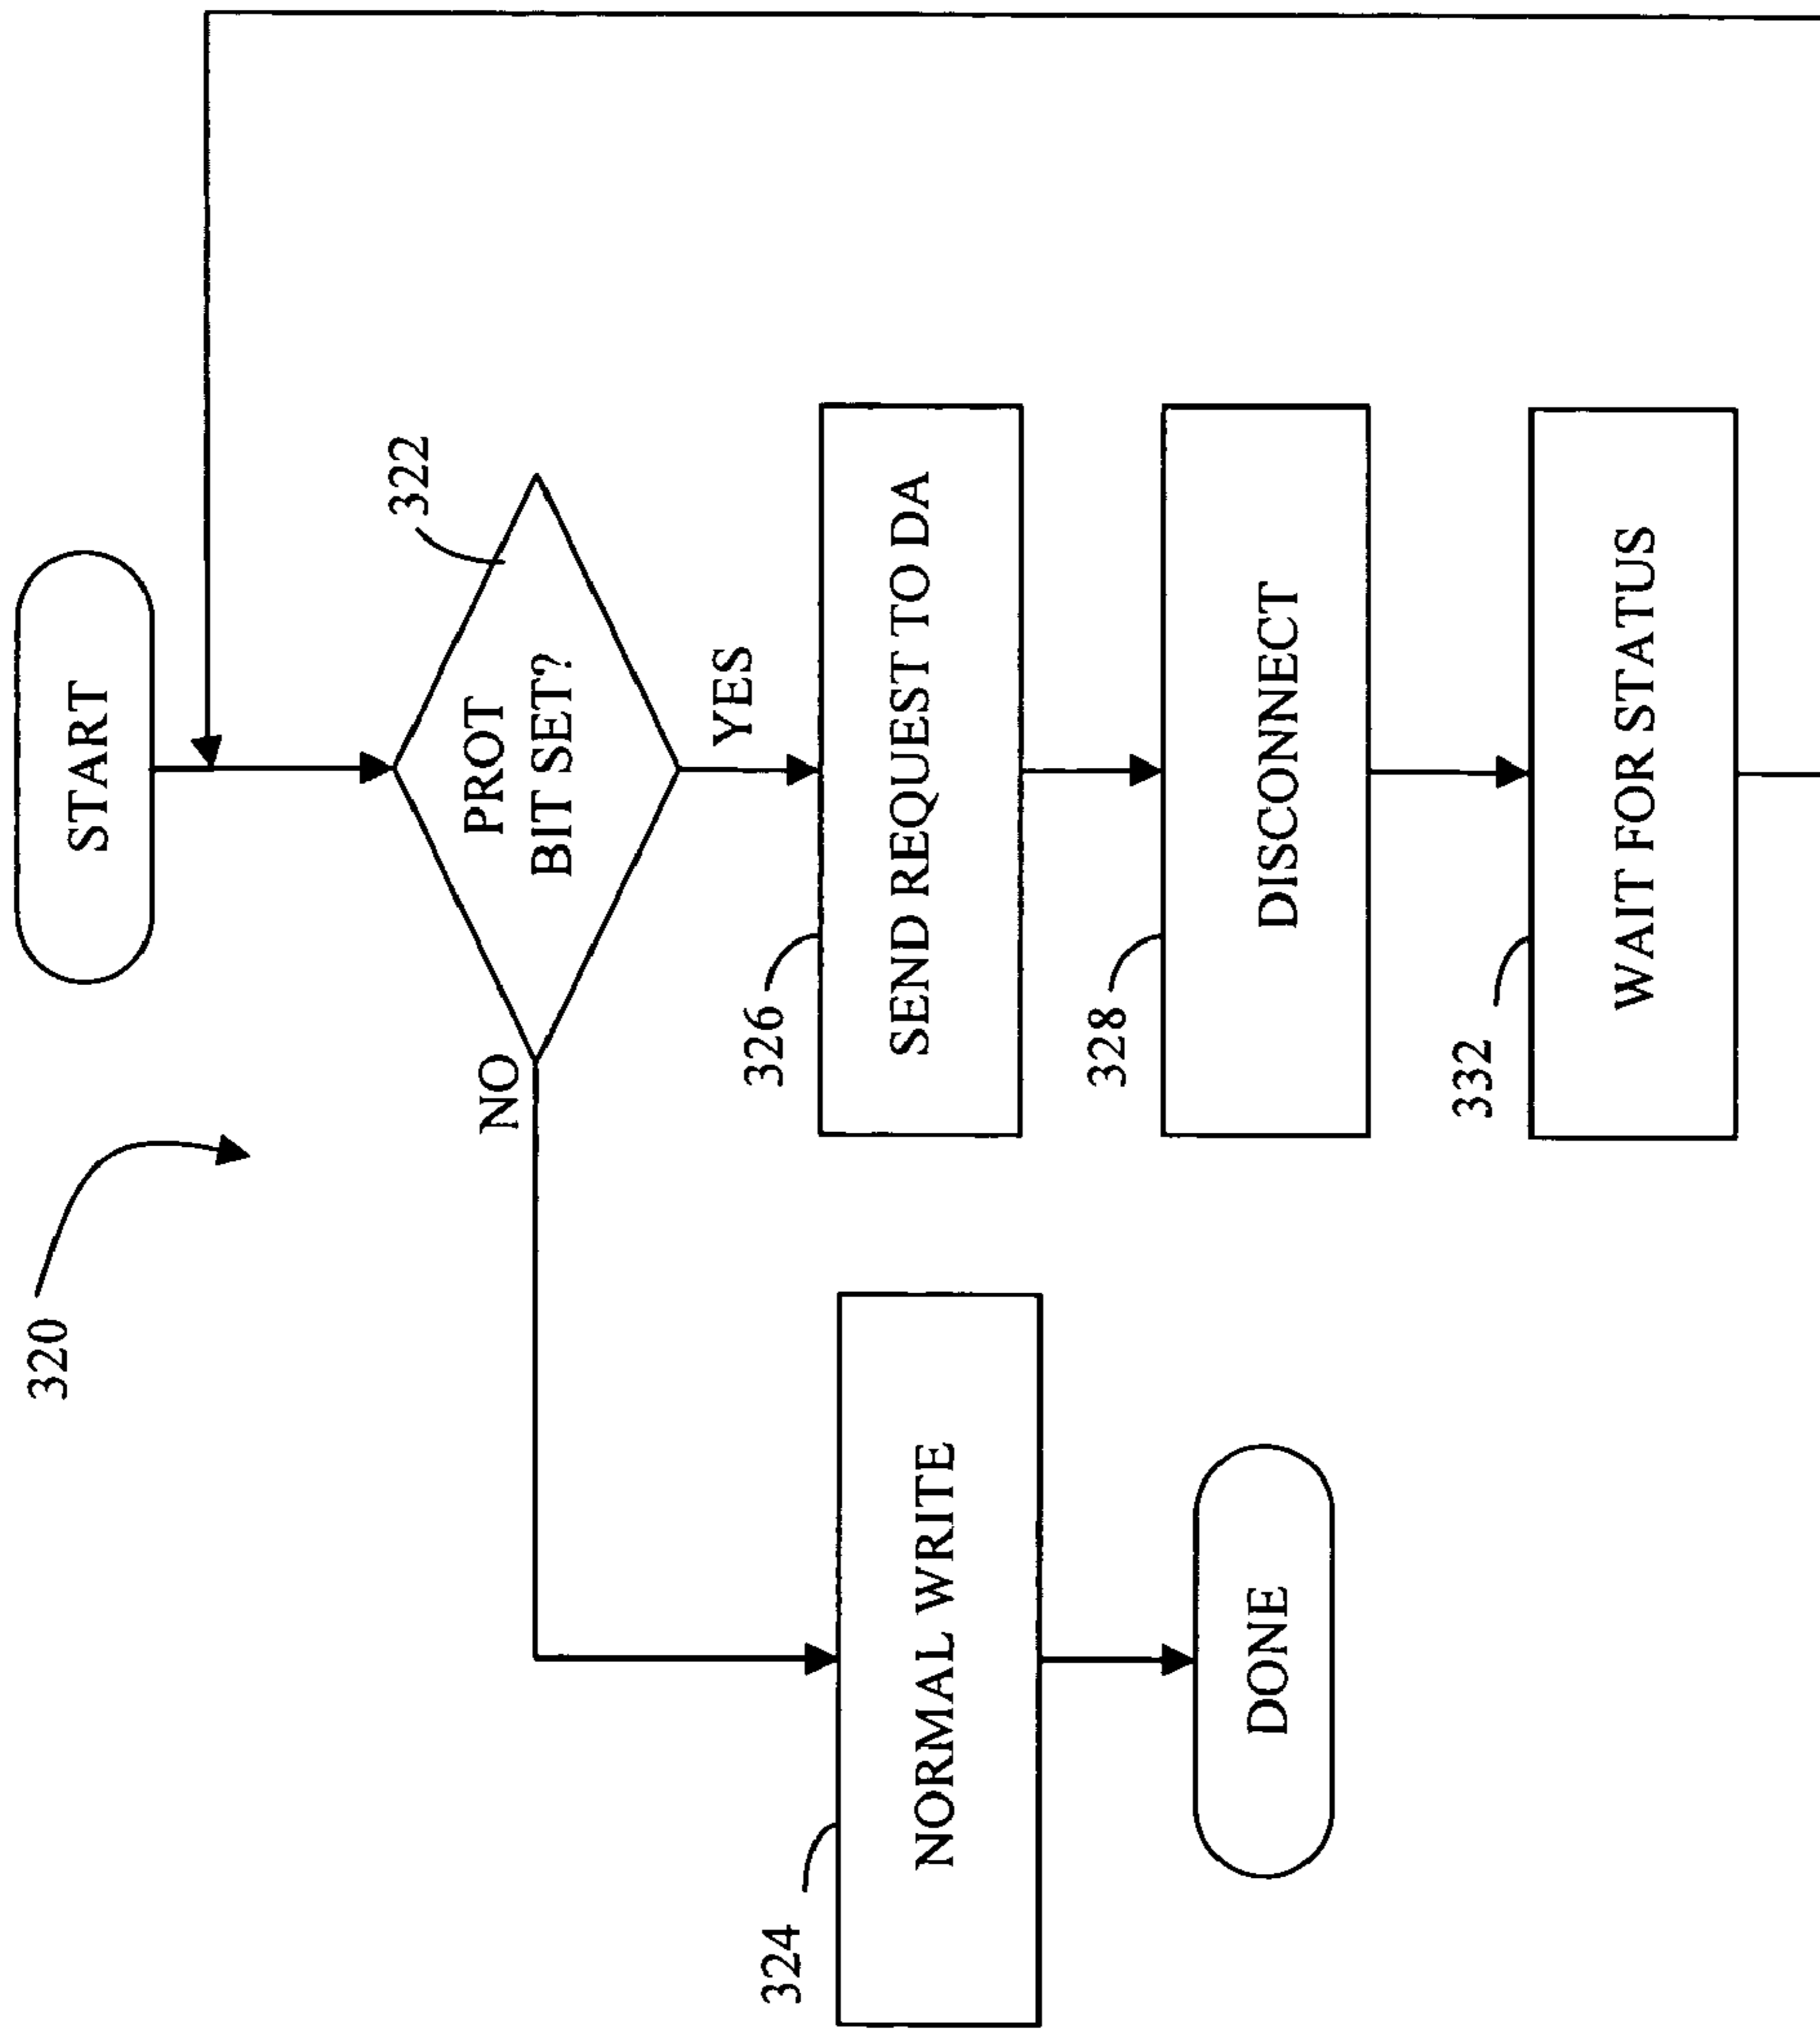 320
START
322
PROT
BIT SET?
NO
YES
326
SEND REQUEST TO DA
324
NORMAL WRITE
328
DISCONNECT
DONE
332
WAIT FOR STATUS